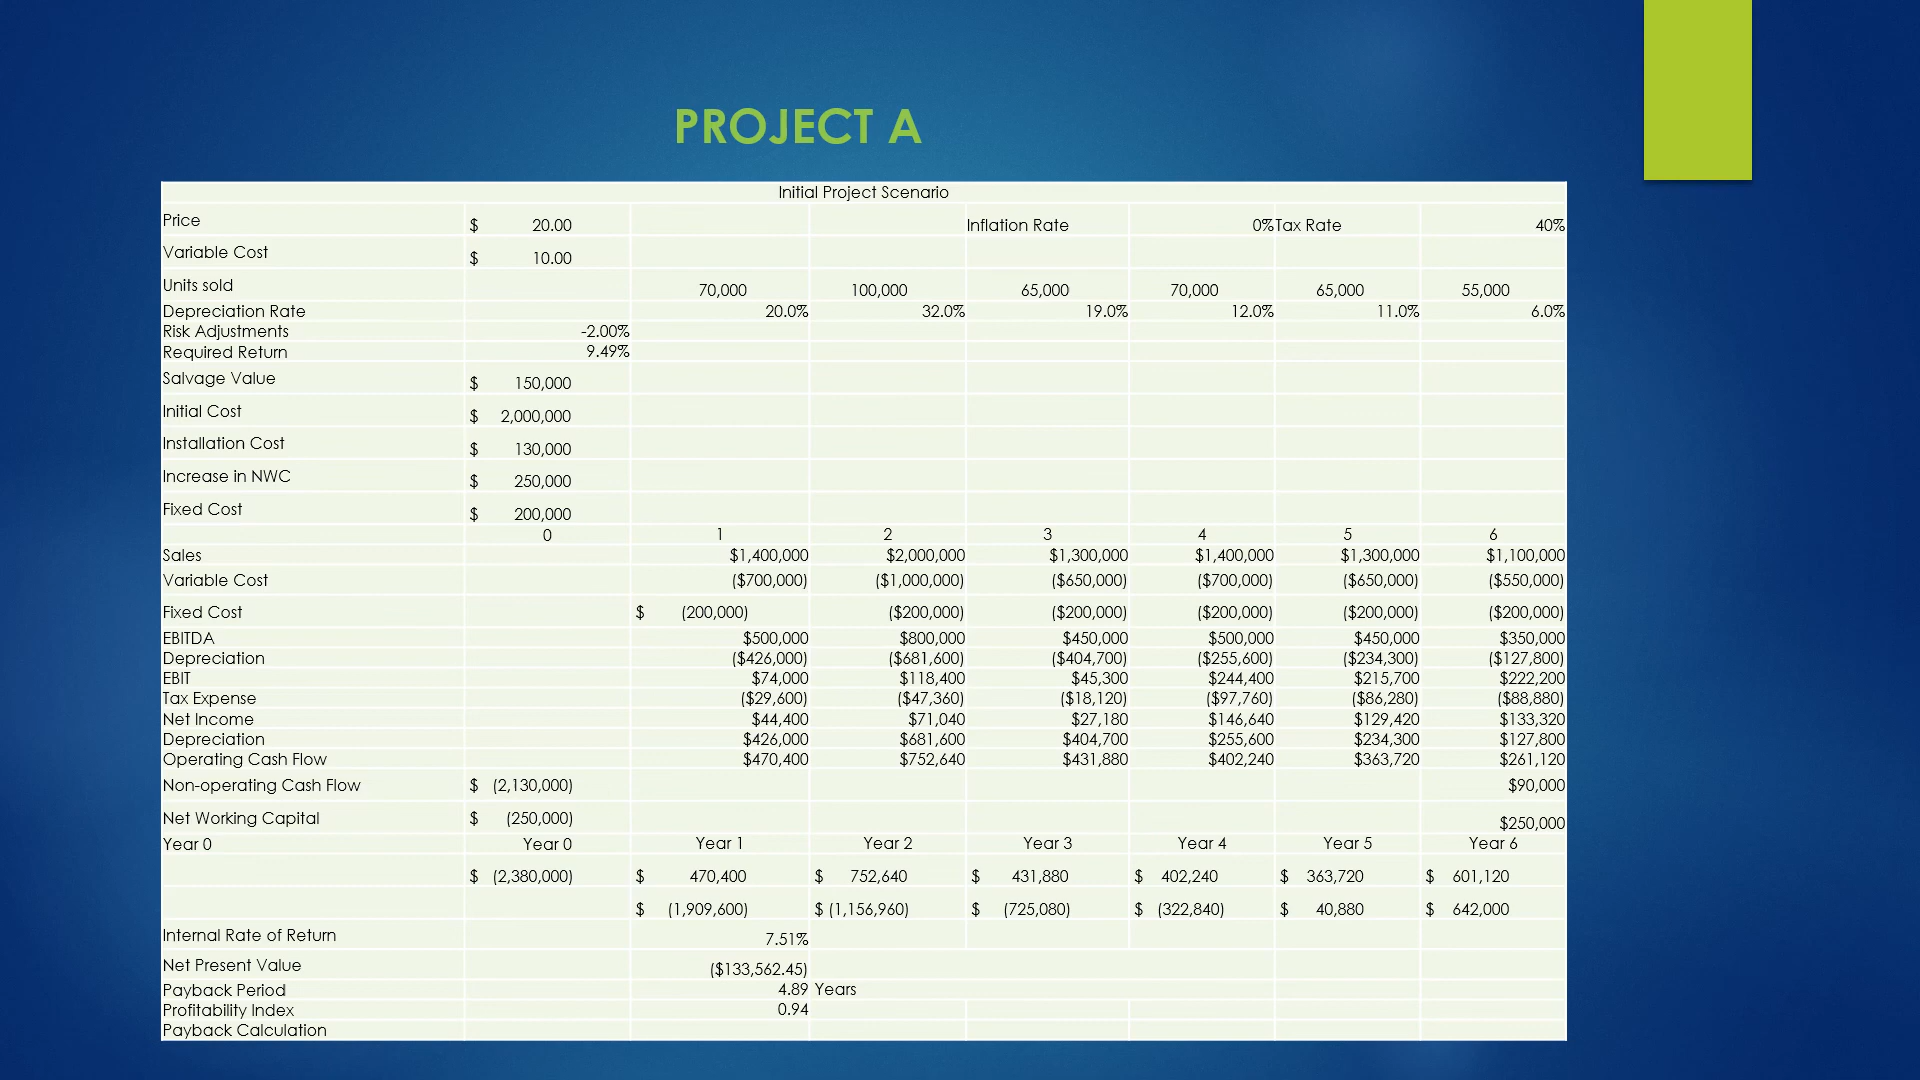 PROJECT A
Initial Project Scenario
Price $ 20.00 Inflation Rate 0% Tax Rate 40%
Variable Cost $ 10.00
Units sold 70,000 100,000 65,000 70,000 65,000 55,000
Depreciation Rate 20.0% 32.0% 19.0% 12.0% 11.0% 6.0%
Risk Adjustments -2.00%
Required Return 9.49%
Salvage Value $ 150,000
Initial Cost $ 2,000,000
Installation Cost $ 130,000
Increase in NWC $ 250,000
Fixed Cost $ 200,000
0 1 2 3 4 5 6
Sales $1,400,000 $2,000,000 $1,300,000 $1,400,000 $1,300,000 $1,100,000
Variable Cost ($700,000) ($1,000,000) ($650,000) ($700,000) ($650,000) ($550,000)
Fixed Cost $ (200,000) ($200,000) ($200,000) ($200,000) ($200,000) ($200,000)
EBITDA $500,000 $800,000 $450,000 $500,000 $450,000 $350,000
Depreciation ($426,000) ($681,600) ($404,700) ($255,600) ($234,300) ($127,800)
EBIT $74,000 $118,400 $45,300 $244,400 $215,700 $222,200
Tax Expense ($29,600) ($47,360) ($18,120) ($97,760) ($86,280) ($88,880)
Net Income $44,400 $71,040 $27,180 $146,640 $129,420 $133,320
Depreciation $426,000 $681,600 $404,700 $255,600 $234,300 $127,800
Operating Cash Flow $470,400 $752,640 $431,880 $402,240 $363,720 $261,120
Non-operating Cash Flow $ (2,130,000) $90,000
Net Working Capital $ (250,000) $250,000
Year 0 Year 0 Year 1 Year 2 Year 3 Year 4 Year 5 Year 6
$ (2,380,000) $ 470,400 $ 752,640 $ 431,880 $ 402,240 $ 363,720 $ 601,120
$ (1,909,600) $ (1,156,960) $ (725,080) $ (322,840) $ 40,880 $ 642,000
Internal Rate of Return 7.51%
Net Present Value ($133,562.45)
Payback Period 4.89 Years
Profitability Index 0.94
Payback Calculation